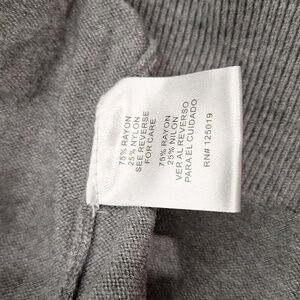 75% RAYON
25% NYLON
SEE REVERSE
FOR CARE
75% RAYON
25% NILON
VER AL REVERSO
PARA EL CUIDADO
RN# 125019